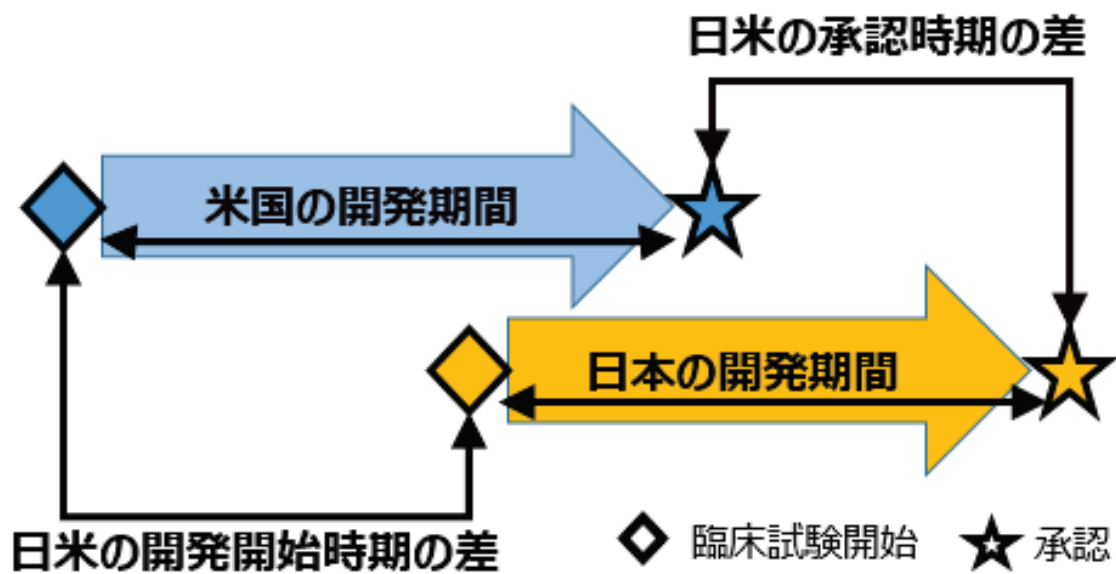 日米の承認時期の差
米国の開発期間
日本の開発期間
日米の開発開始時期の差
臨床試験開始
承認